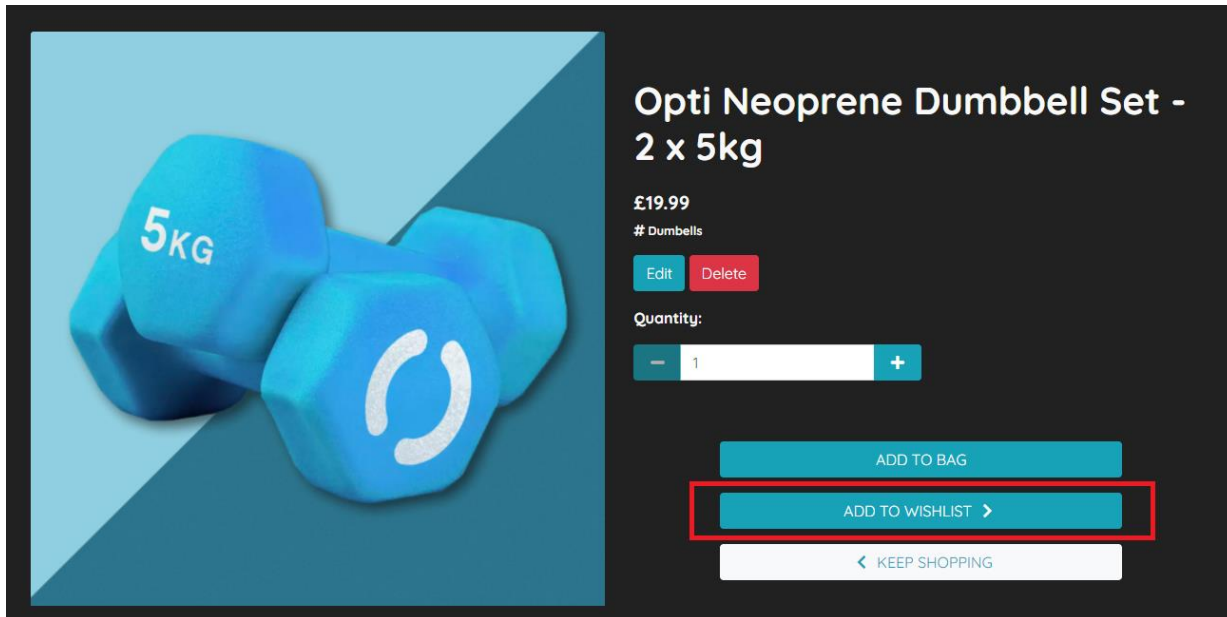 Opti Neoprene Dumbbell Set -
2 x 5kg
£19.99
# Dumbells
Edit Delete
Quantity:
− 1 +
ADD TO BAG
ADD TO WISHLIST >
< KEEP SHOPPING
5KG